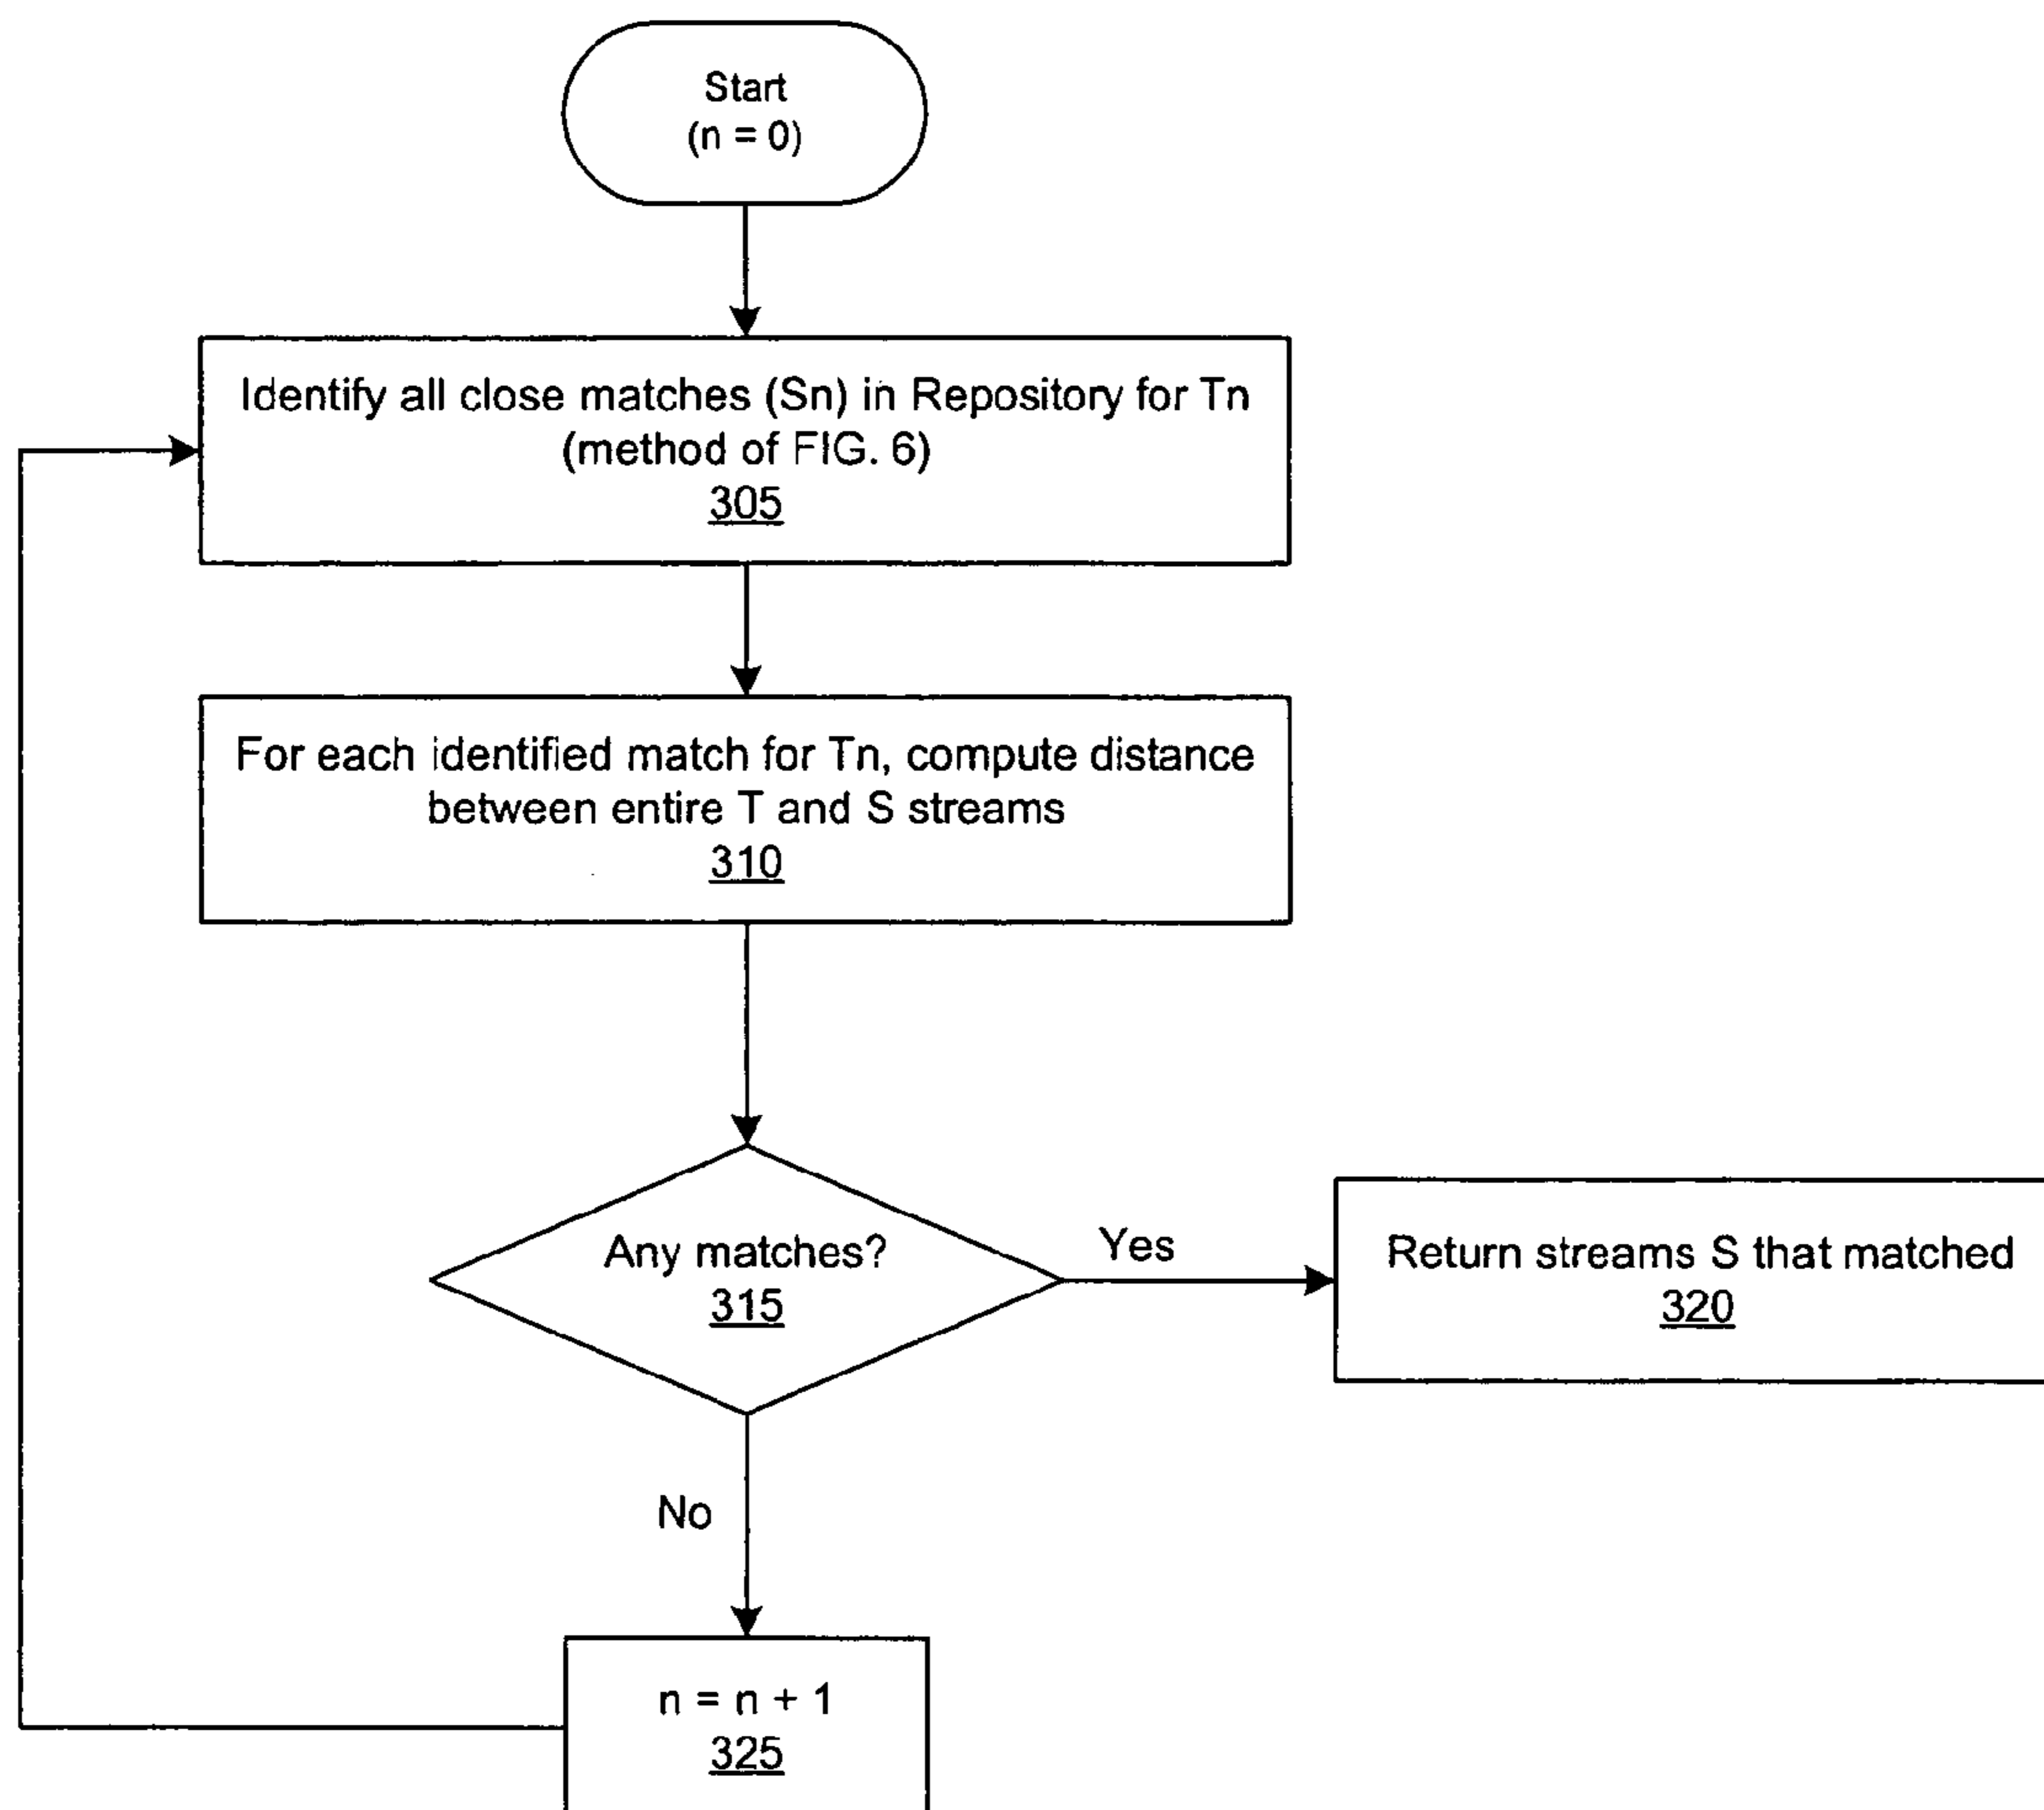 Start
(n = 0)
Identify all close matches (Sn) in Repository for Tn
(method of FIG. 6)
305
For each identified match for Tn, compute distance
between entire T and S streams
310
Any matches?
315
Yes
Return streams S that matched
320
No
n = n + 1
325